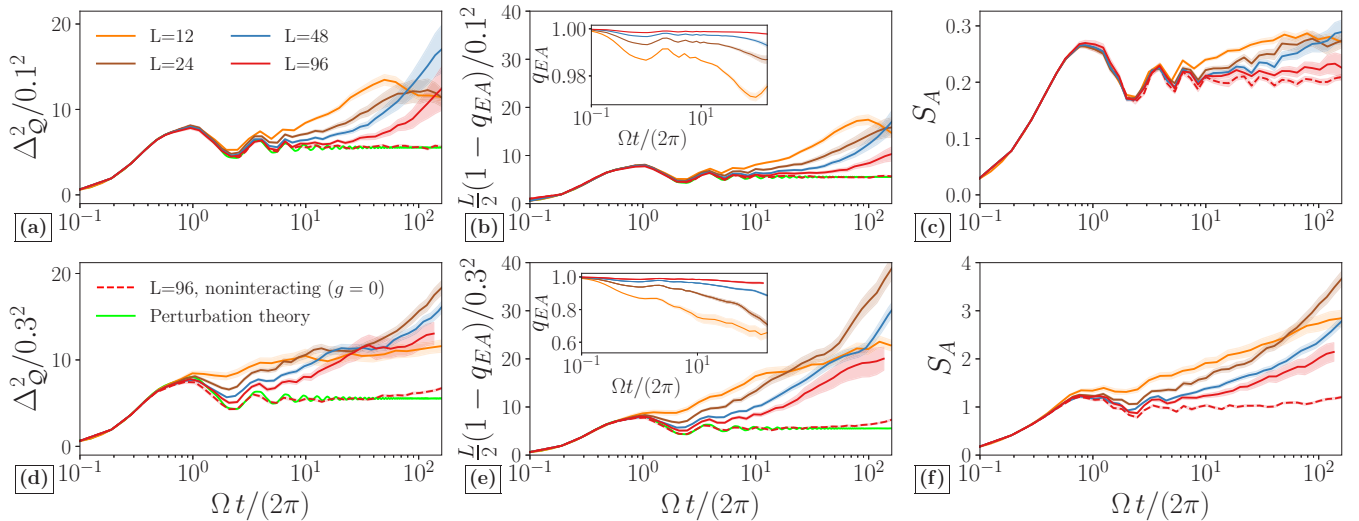 Δ²_𝒬/0.1²
20
10
0
L=12
L=24
L=48
L=96
10⁻¹
10⁰
10¹
10²
(a)
L/2(1 − q_EA)/0.1²
40
30
20
10
0
q_EA
1.00
0.98
10⁻¹
10¹
Ωt/(2π)
10⁻¹
10⁰
10¹
10²
(b)
S_A
0.3
0.2
0.1
0.0
10⁻¹
10⁰
10¹
10²
(c)
Δ²_𝒬/0.3²
20
10
0
L=96, noninteracting (g = 0)
Perturbation theory
10⁻¹
10⁰
10¹
10²
(d)
Ω t/(2π)
L/2(1 − q_EA)/0.3²
40
30
20
10
0
q_EA
1.0
0.8
0.6
10⁻¹
10¹
Ωt/(2π)
10⁻¹
10⁰
10¹
10²
(e)
Ω t/(2π)
S_A
4
3
2
1
0
10⁻¹
10⁰
10¹
10²
(f)
Ω t/(2π)